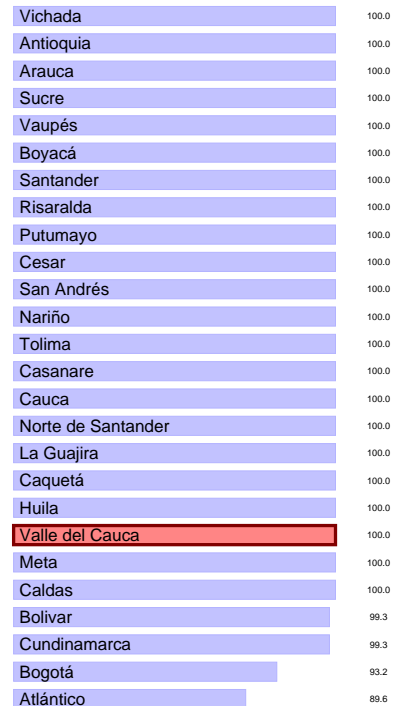 Vichada 100.0
Antioquia 100.0
Arauca 100.0
Sucre 100.0
Vaupés 100.0
Boyacá 100.0
Santander 100.0
Risaralda 100.0
Putumayo 100.0
Cesar 100.0
San Andrés 100.0
Nariño 100.0
Tolima 100.0
Casanare 100.0
Cauca 100.0
Norte de Santander 100.0
La Guajira 100.0
Caquetá 100.0
Huila 100.0
Valle del Cauca 100.0
Meta 100.0
Caldas 100.0
Bolivar 99.3
Cundinamarca 99.3
Bogotá 93.2
Atlántico 89.6